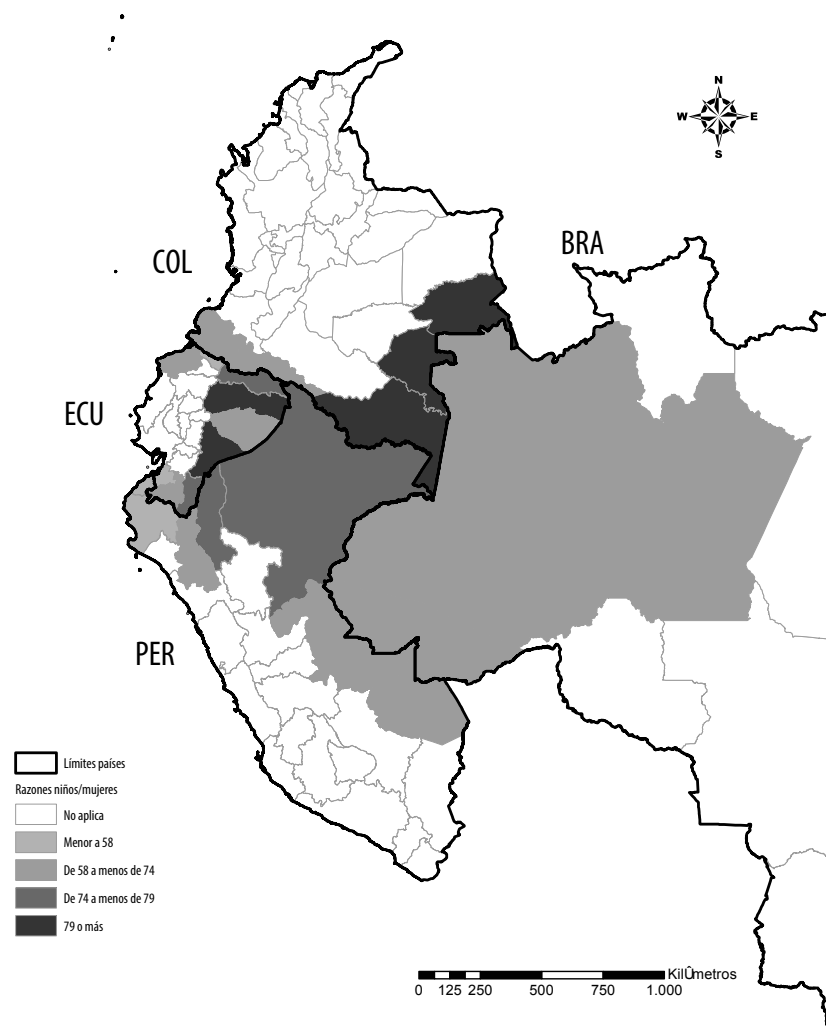 N
W E
S
BRA
COL
ECU
PER
Límites países
Razones niños/mujeres
No aplica
Menor a 58
De 58 a menos de 74
De 74 a menos de 79
79 o más
KilÛmetros
0 125 250 500 750 1.000